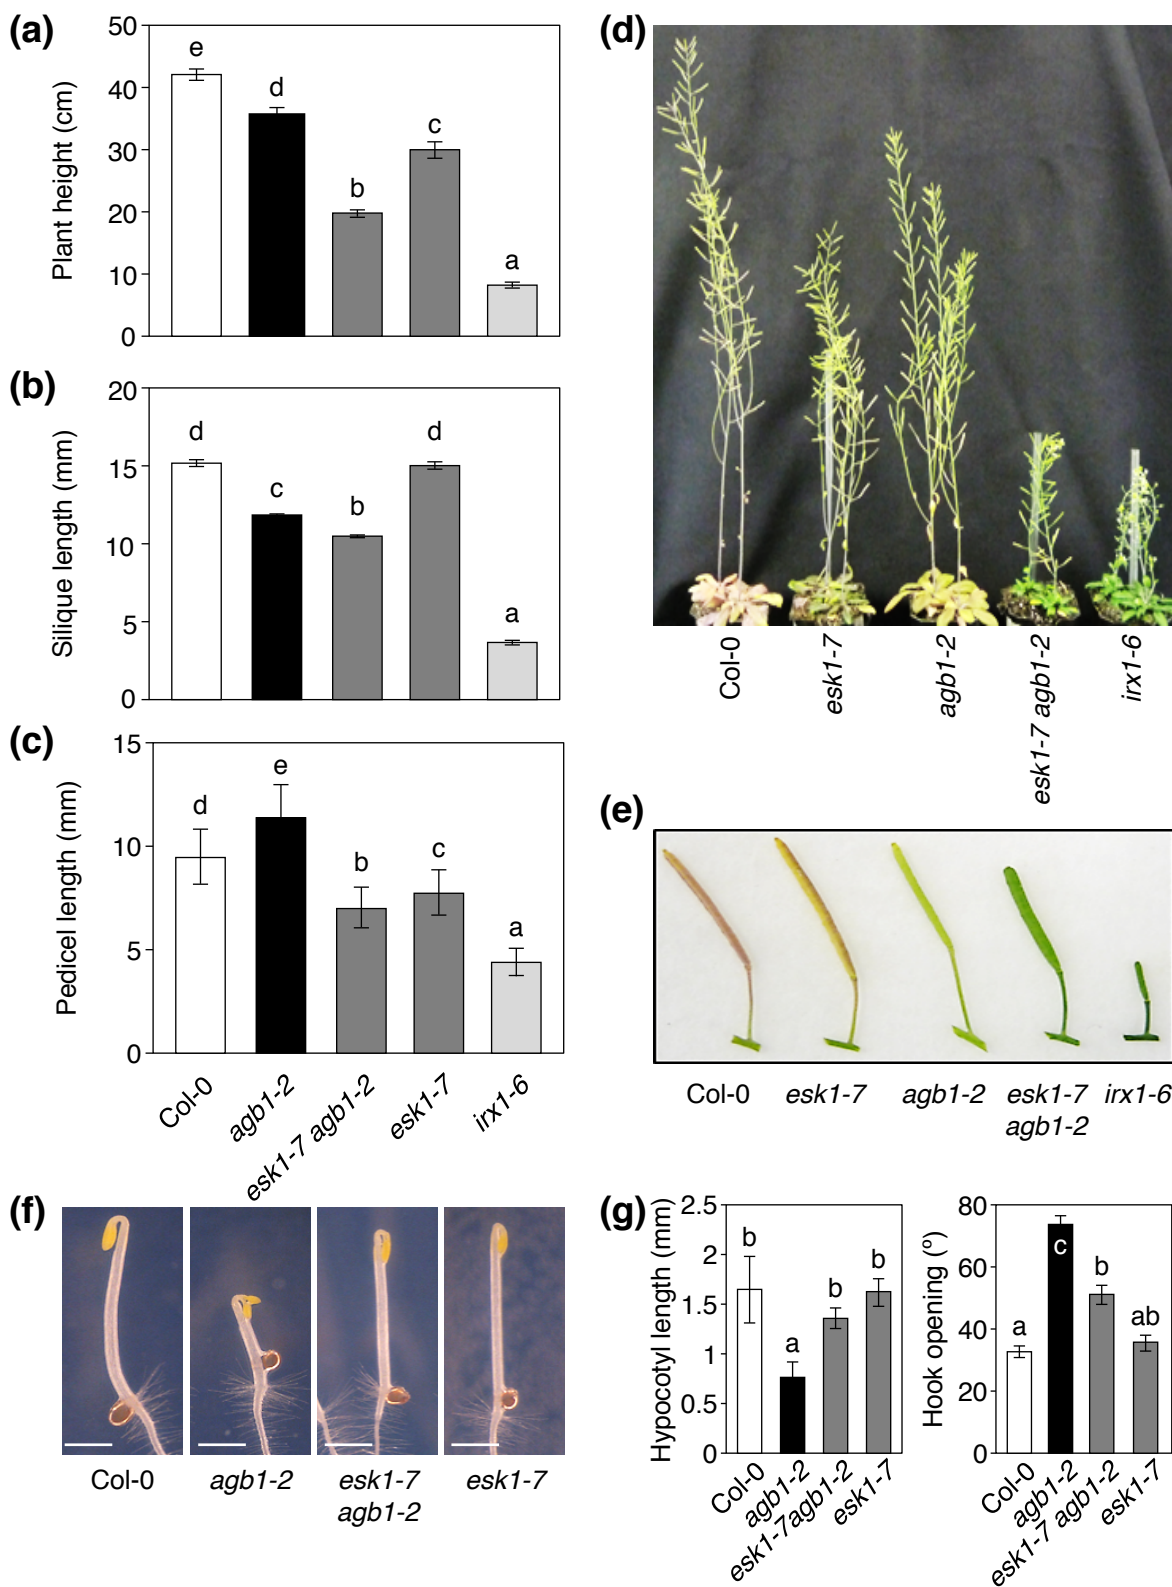 (a)
Plant height (cm)
50
40
30
20
10
0
e
d
b
c
a
(b)
Silique length (mm)
20
15
10
5
0
d
c
b
d
a
(c)
Pedicel length (mm)
15
10
5
0
d
e
b
c
a
Col-0
agb1-2
esk1-7 agb1-2
esk1-7
irx1-6
(d)
Col-0
esk1-7
agb1-2
esk1-7 agb1-2
irx1-6
(e)
Col-0
esk1-7
agb1-2
esk1-7
agb1-2
irx1-6
(f)
Col-0
agb1-2
esk1-7
agb1-2
esk1-7
(g)
Hypocotyl length (mm)
2.5
2
1.5
1
0.5
0
b
a
b
b
Col-0
agb1-2
esk1-7agb1-2
esk1-7
Hook opening (º)
80
60
40
20
0
a
c
b
ab
Col-0
agb1-2
esk1-7 agb1-2
esk1-7